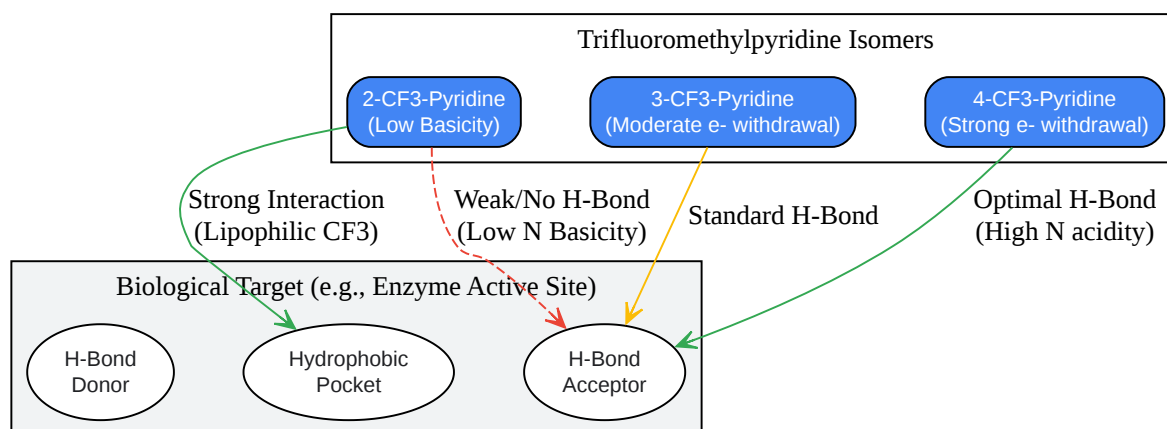 Trifluoromethylpyridine Isomers
2-CF3-Pyridine
(Low Basicity)
3-CF3-Pyridine
(Moderate e- withdrawal)
4-CF3-Pyridine
(Strong e- withdrawal)
Strong Interaction
(Lipophilic CF3)
Weak/No H-Bond
(Low N Basicity)
Standard H-Bond
Optimal H-Bond
(High N acidity)
Biological Target (e.g., Enzyme Active Site)
H-Bond
Donor
Hydrophobic
Pocket
H-Bond
Acceptor